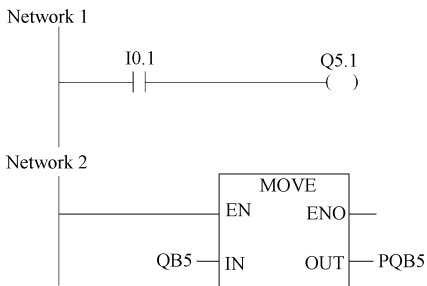 Network 1
I0.1
Q5.1
Network 2
MOVE
EN ENO
QB5 IN OUT PQB5